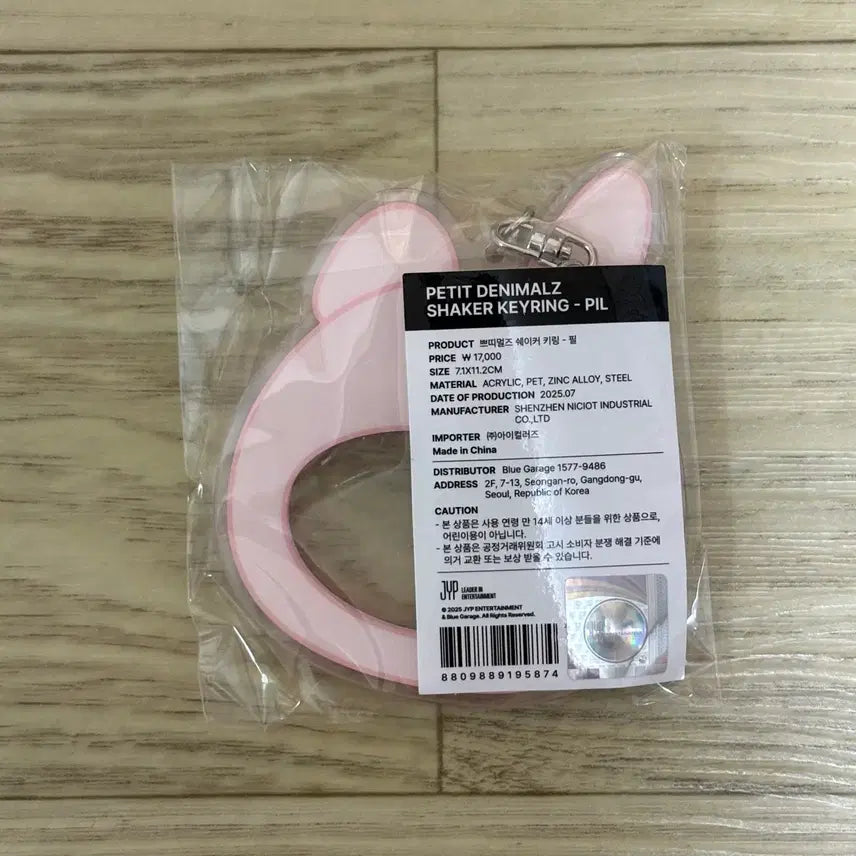 PETIT DENIMALZ
SHAKER KEYRING - PIL
PRODUCT 쁘띠멀즈 쉐이커 키링 - 필
PRICE ₩ 17,000
SIZE 7.1X11.2CM
MATERIAL ACRYLIC, PET, ZINC ALLOY, STEEL
DATE OF PRODUCTION 2025.07
MANUFACTURER SHENZHEN NICIOT INDUSTRIAL
CO.,LTD
IMPORTER ㈜아이컬러즈
Made in China
DISTRIBUTOR Blue Garage 1577-9486
ADDRESS 2F, 7-13, Seongan-ro, Gangdong-gu,
Seoul, Republic of Korea
CAUTION
- 본 상품은 사용 연령 만 14세 이상 분들을 위한 상품으로,
어린이용이 아닙니다.
- 본 상품은 공정거래위원회 고시 소비자 분쟁 해결 기준에
의거 교환 또는 보상 받을 수 있습니다.
JYP LEADER IN
ENTERTAINMENT
© 2025 JYP ENTERTAINMENT
& Blue Garage. All Rights Reserved.
8809889195874